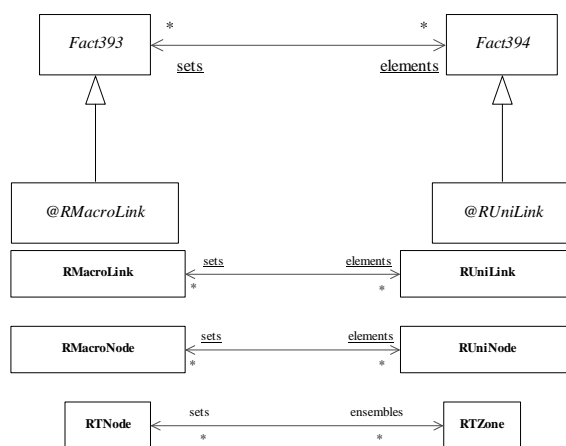 * *
Fact393 Fact394
sets elements
@RMacroLink @RUniLink
sets elements
RMacroLink RUniLink
* *
sets elements
RMacroNode RUniNode
* *
sets ensembles
RTNode RTZone
* *